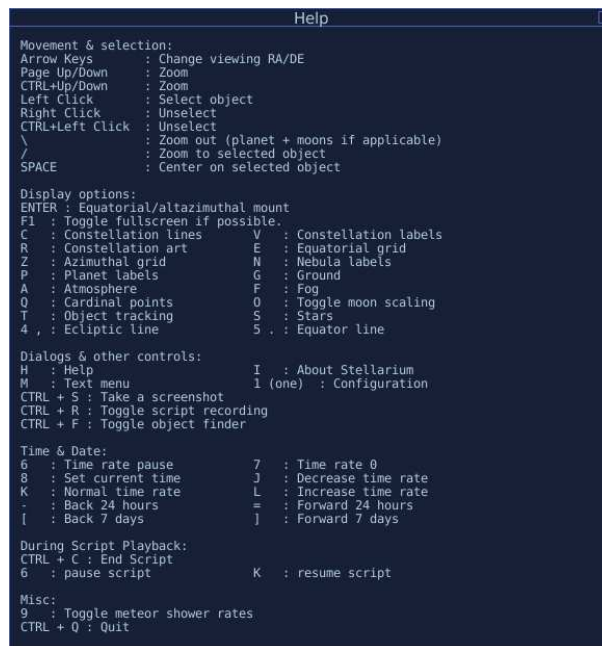 Help
Movement & selection:
Arrow Keys : Change viewing RA/DE
Page Up/Down : Zoom
CTRL+Up/Down : Zoom
Left Click : Select object
Right Click : Unselect
CTRL+Left Click : Unselect
\ : Zoom out (planet + moons if applicable)
/ : Zoom to selected object
SPACE : Center on selected object
Display options:
ENTER : Equatorial/altazimuthal mount
F1 : Toggle fullscreen if possible.
C : Constellation lines V : Constellation labels
R : Constellation art E : Equatorial grid
Z : Azimuthal grid N : Nebula labels
P : Planet labels G : Ground
A : Atmosphere F : Fog
Q : Cardinal points O : Toggle moon scaling
T : Object tracking S : Stars
4 , : Ecliptic line 5 . : Equator line
Dialogs & other controls:
H : Help I : About Stellarium
M : Text menu 1 (one) : Configuration
CTRL + S : Take a screenshot
CTRL + R : Toggle script recording
CTRL + F : Toggle object finder
Time & Date:
6 : Time rate pause 7 : Time rate 0
8 : Set current time J : Decrease time rate
K : Normal time rate L : Increase time rate
- : Back 24 hours = : Forward 24 hours
[ : Back 7 days ] : Forward 7 days
During Script Playback:
CTRL + C : End Script
6 : pause script K : resume script
Misc:
9 : Toggle meteor shower rates
CTRL + Q : Quit